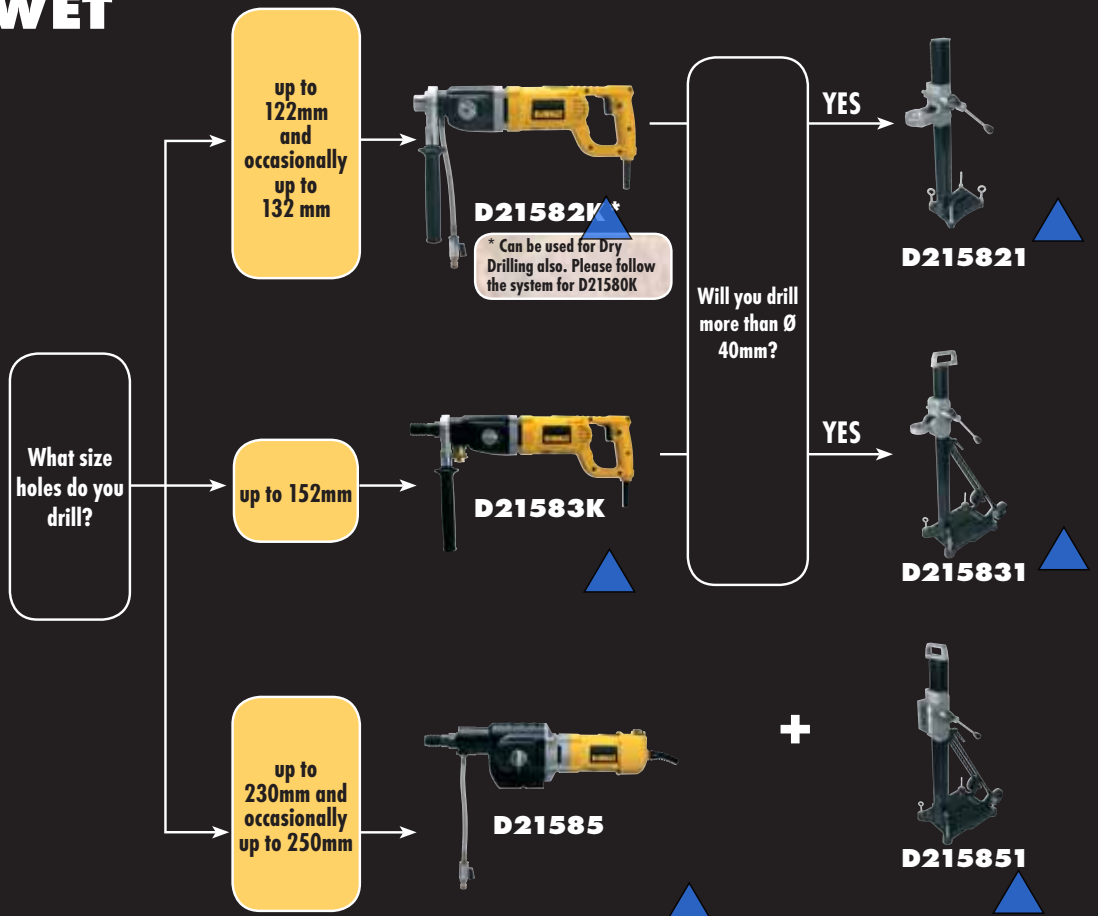 WET
up to
122mm
and
occasionally
up to
132 mm
D21582K*
* Can be used for Dry
Drilling also. Please follow
the system for D21580K
YES
D215821
Will you drill
more than Ø
40mm?
What size
holes do you
drill?
up to 152mm
D21583K
YES
D215831
up to
230mm and
occasionally
up to 250mm
D21585
+
D215851